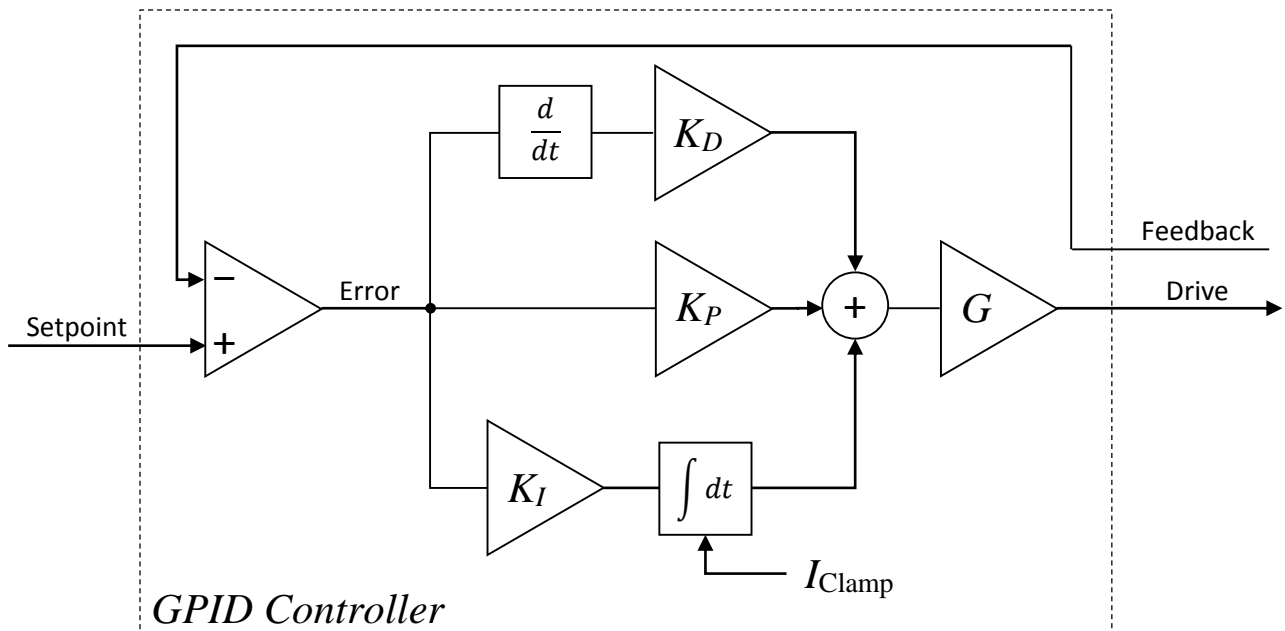 d
dt
K_D
Feedback
−
Error
K_P
+
G
Drive
Setpoint
+
K_I
∫ dt
I_Clamp
GPID Controller